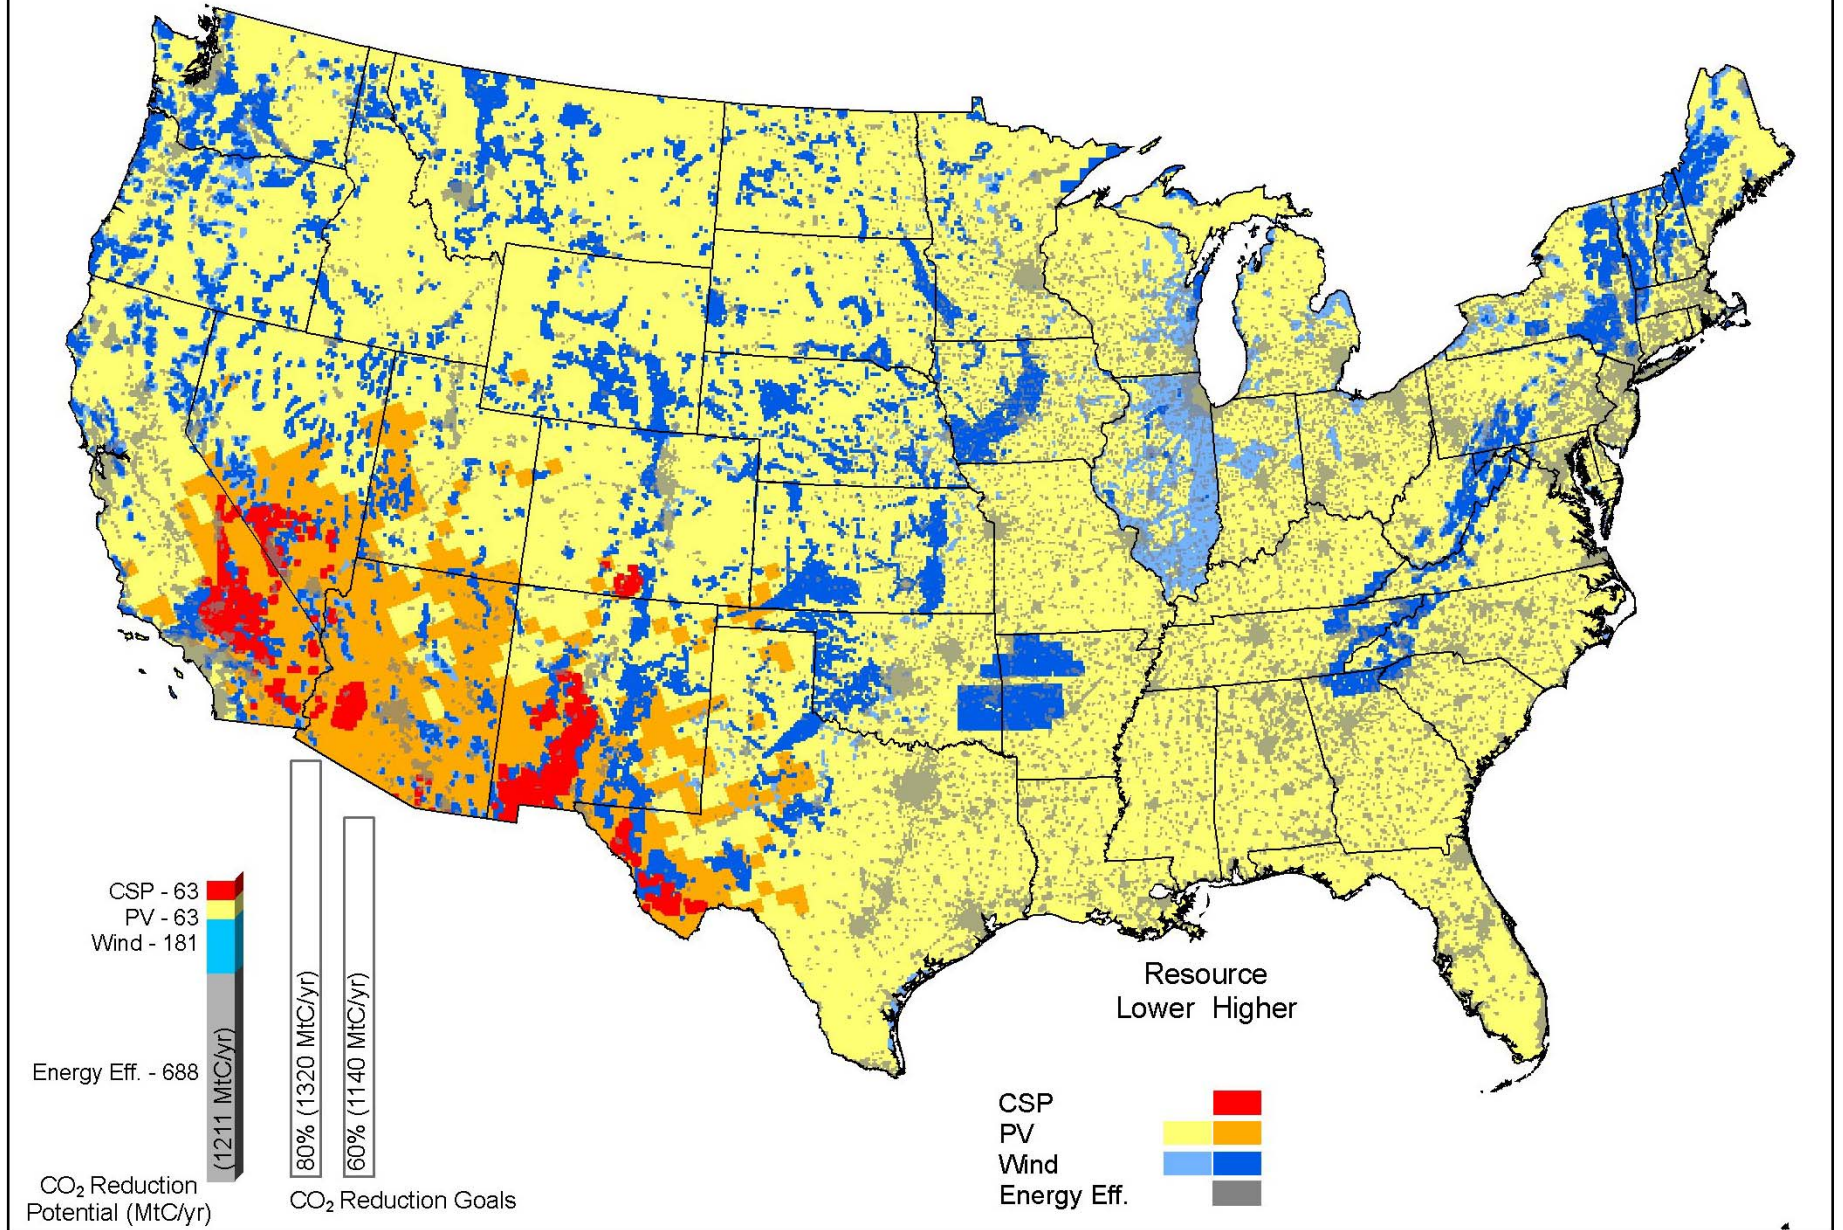 CSP - 63
PV - 63
Wind - 181
Energy Eff. - 688
(1211 MtC/yr)
CO₂ Reduction
Potential (MtC/yr)
80% (1320 MtC/yr)
60% (1140 MtC/yr)
CO₂ Reduction Goals
Resource
Lower Higher
CSP
PV
Wind
Energy Eff.